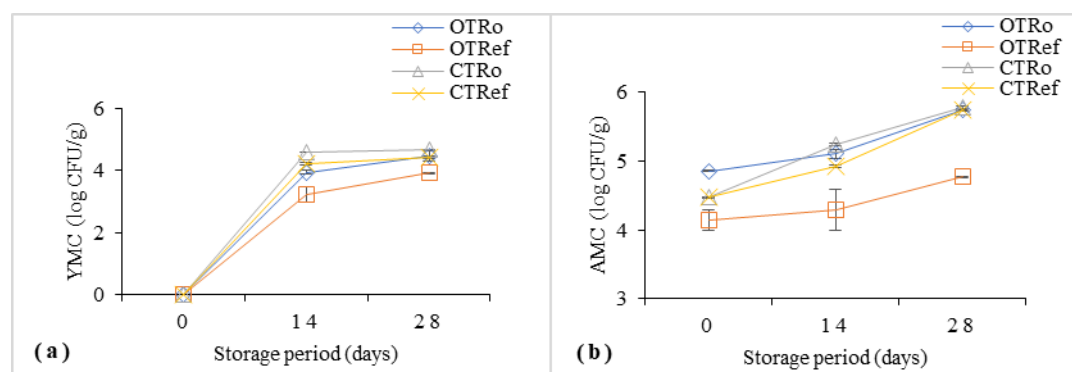 OTRo
OTRef
CTRo
CTRef
6
4
2
0
YMC (log CFU/g)
0 14 28
Storage period (days)
(a)
OTRo
OTRef
CTRo
CTRef
6
5
4
3
AMC (log CFU/g)
0 14 28
Storage period (days)
(b)